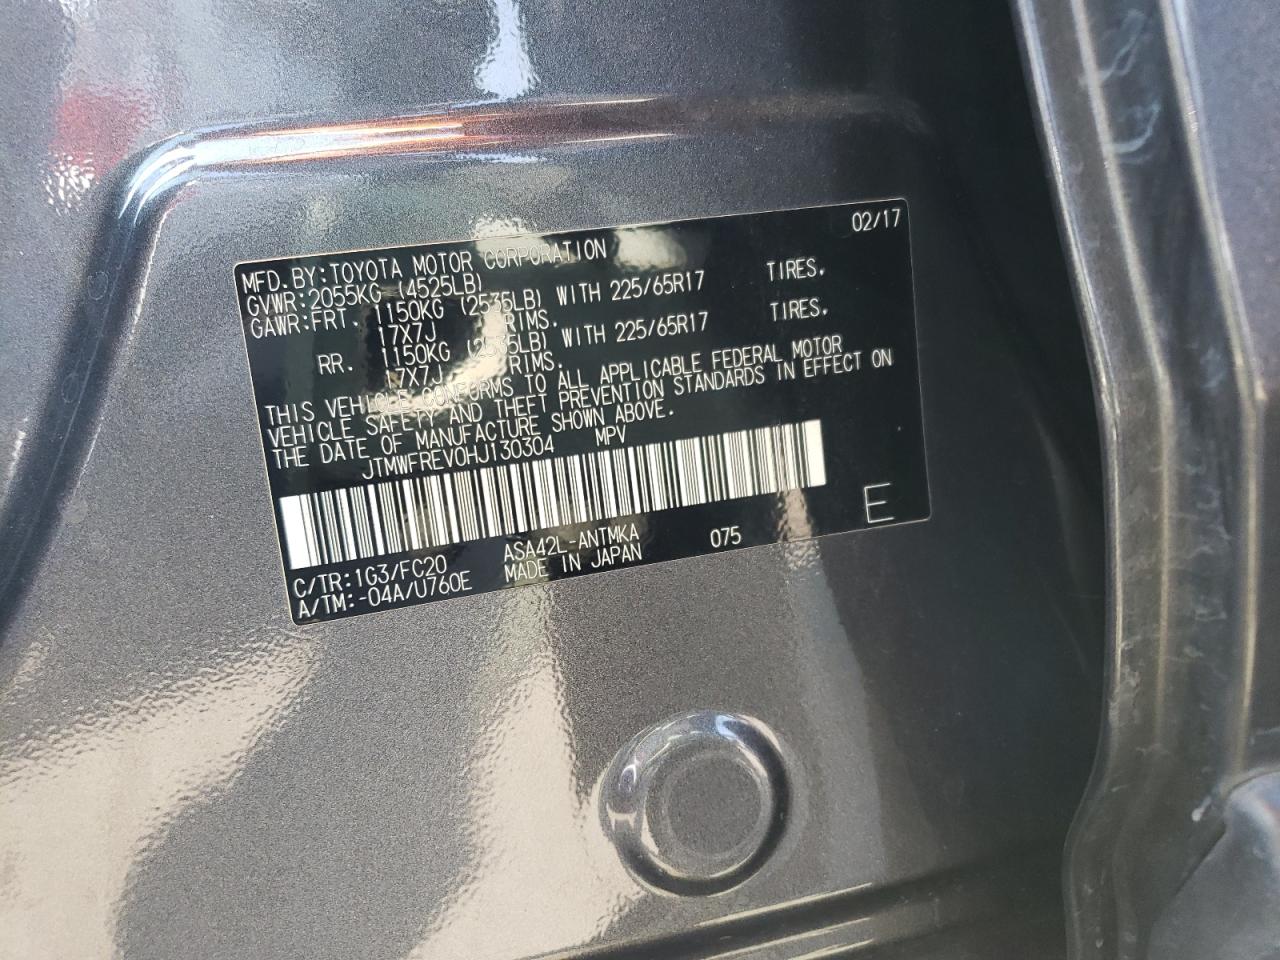 02/17
MFD.BY:TOYOTA MOTOR CORPORATION
GVWR:2055KG (4525LB)
GAWR:FRT. 1150KG (2535LB) WITH 225/65R17 TIRES,
17X7J RIMS.
RR. 1150KG (2535LB) WITH 225/65R17 TIRES,
17X7J RIMS.
THIS VEHICLE CONFORMS TO ALL APPLICABLE FEDERAL MOTOR
VEHICLE SAFETY AND THEFT PREVENTION STANDARDS IN EFFECT ON
THE DATE OF MANUFACTURE SHOWN ABOVE.
JTMWFREV0HJ130304 MPV
C/TR:1G3/FC20 ASA42L-ANTMKA 075 E
A/TM:-04A/U760E MADE IN JAPAN